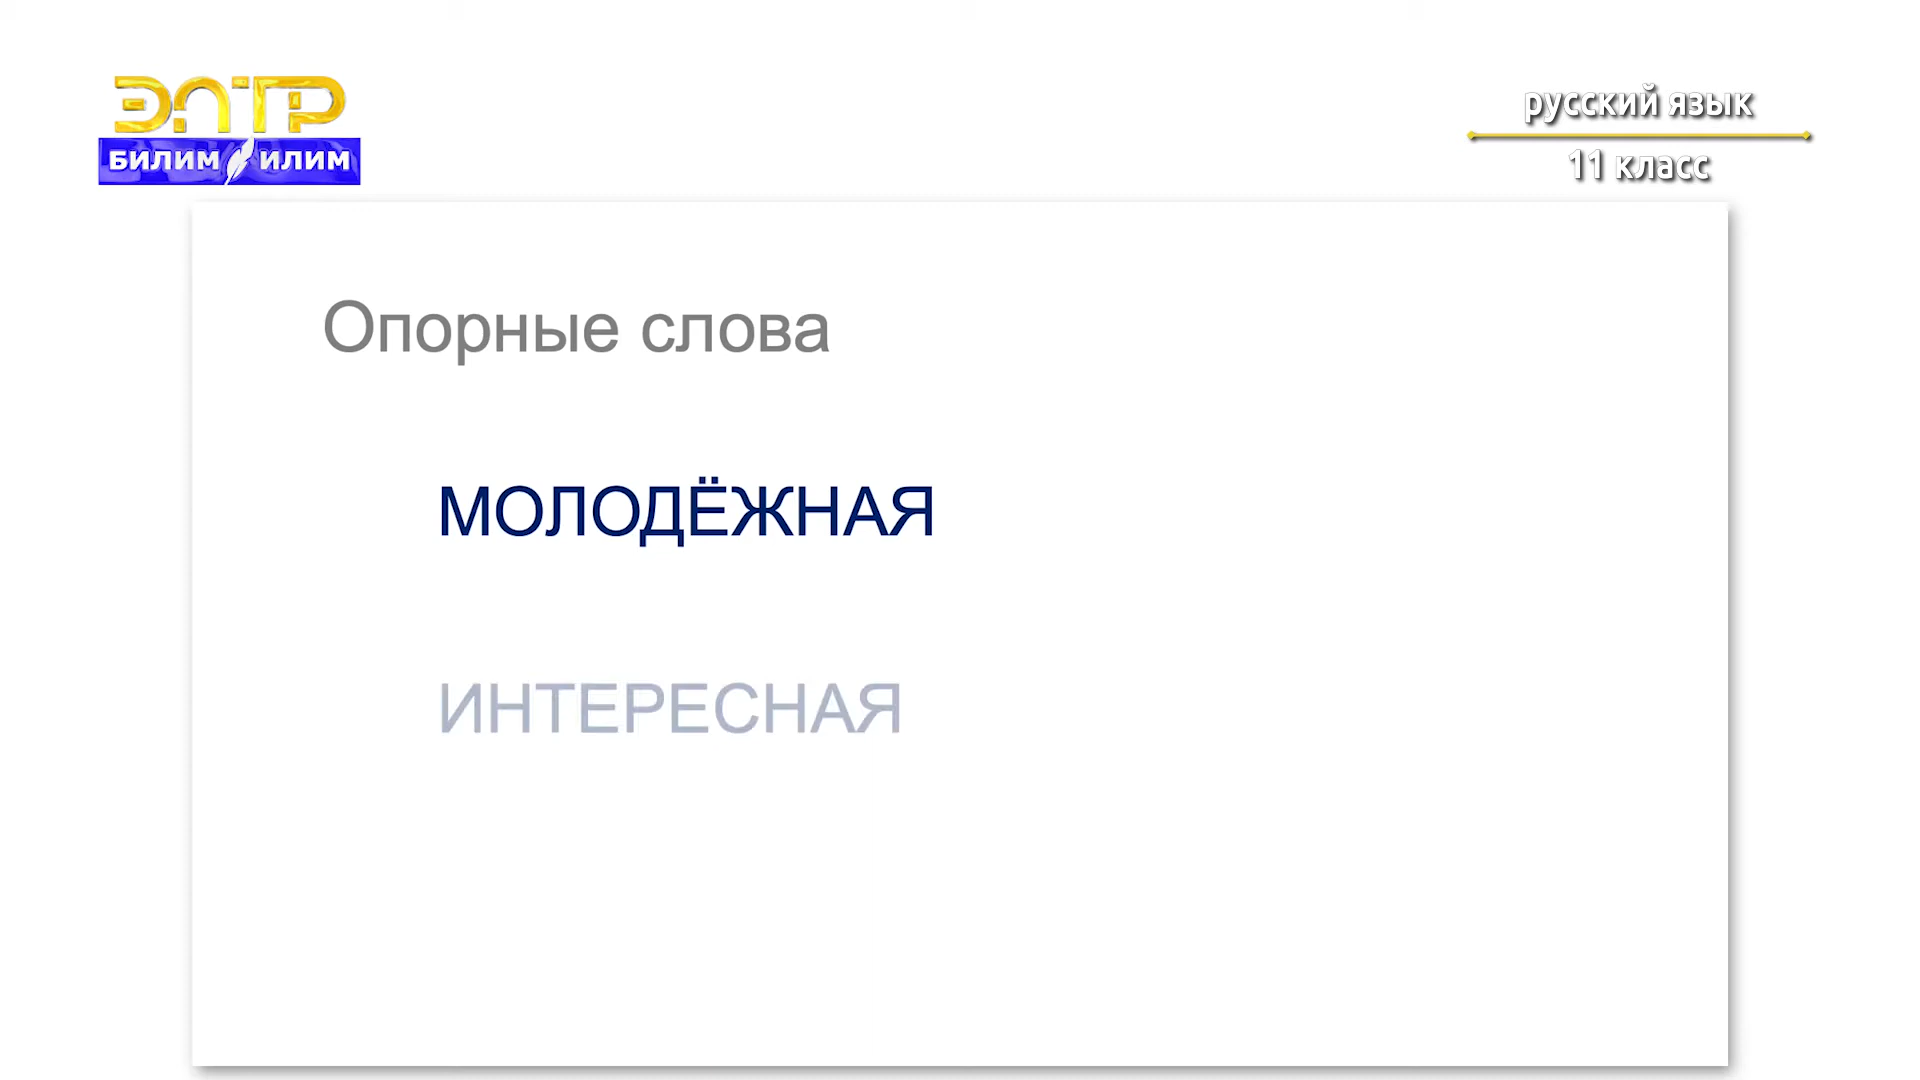 ЭЛТР
БИЛИМ ИЛИМ
русский язык
11 класс
Опорные слова
МОЛОДЁЖНАЯ
ИНТЕРЕСНАЯ